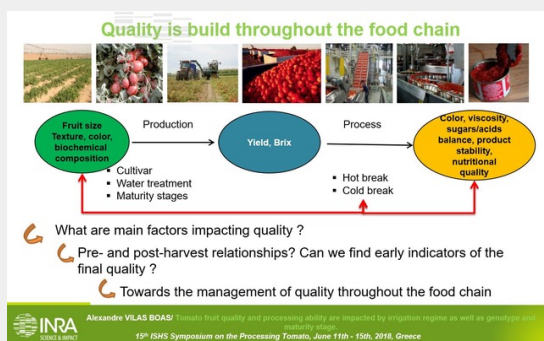 Quality is build throughout the food chain
Fruit size
Texture, color,
biochemical
composition
Production
Yield, Brix
Process
Color, viscosity,
sugars/acids
balance, product
stability,
nutritional
quality
▪ Cultivar
▪ Water treatment
▪ Maturity stages
▪ Hot break
▪ Cold break
What are main factors impacting quality ?
Pre- and post-harvest relationships? Can we find early indicators of the
final quality ?
Towards the management of quality throughout the food chain
INRA
SCIENCE & IMPACT
Alexandre VILAS BOAS/ Tomato fruit quality and processing ability are impacted by irrigation regime as well as genotype and
maturity stage.
15th ISHS Symposium on the Processing Tomato, June 11th - 15th, 2018, Greece